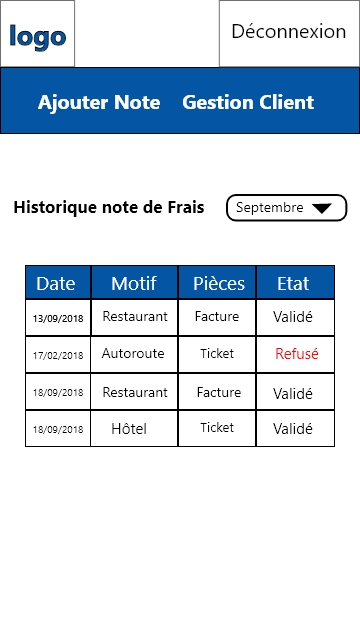 logo
Déconnexion
Ajouter Note Gestion Client
Historique note de Frais Septembre
Date Motif Pièces Etat
13/09/2018 Restaurant Facture Validé
17/02/2018 Autoroute Ticket Refusé
18/09/2018 Restaurant Facture Validé
18/09/2018 Hôtel Ticket Validé